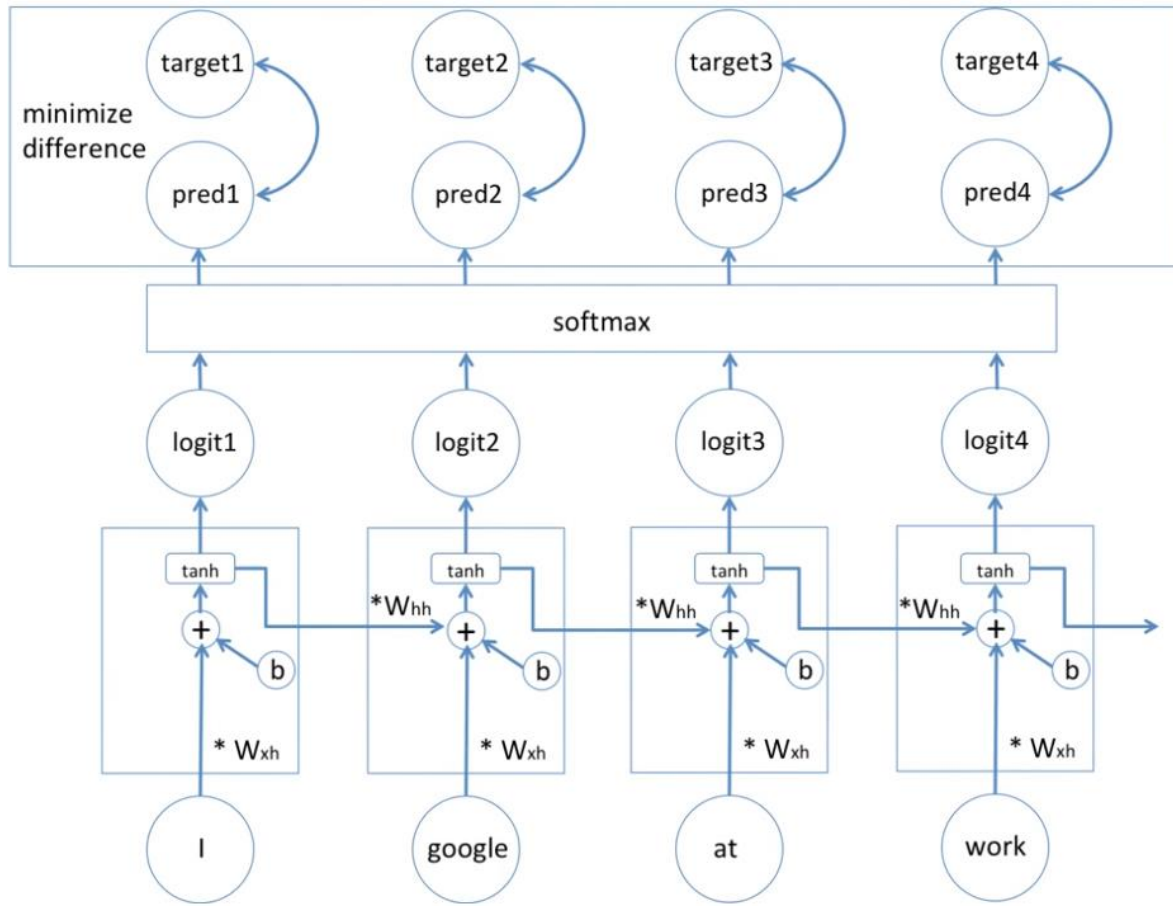 target1 target2 target3 target4
minimize
difference
pred1 pred2 pred3 pred4
softmax
logit1 logit2 logit3 logit4
tanh tanh tanh tanh
*Whh *Whh *Whh
+ + + +
b b b b
* Wxh * Wxh * Wxh * Wxh
I google at work